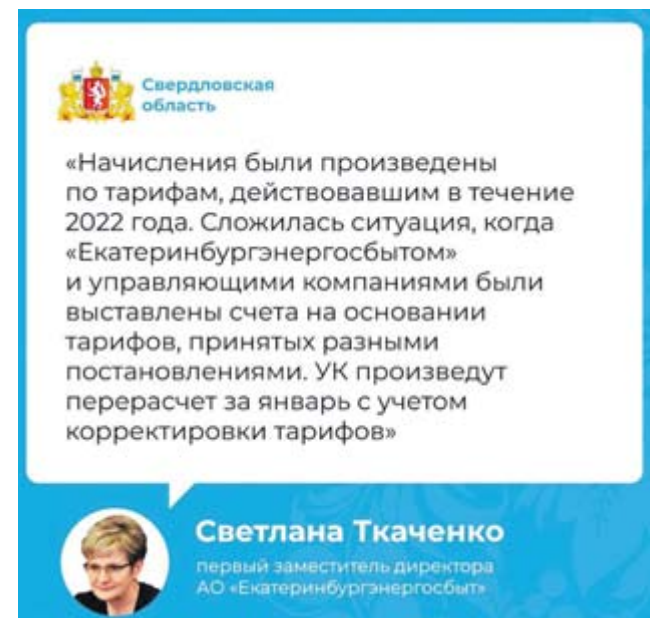 Свердловская
область
«Начисления были произведены
по тарифам, действовавшим в течение
2022 года. Сложилась ситуация, когда
«Екатеринбургэнергосбытом»
и управляющими компаниями были
выставлены счета на основании
тарифов, принятых разными
постановлениями. УК произведут
перерасчет за январь с учетом
корректировки тарифов»
Светлана Ткаченко
первый заместитель директора
АО «Екатеринбургэнергосбыт»